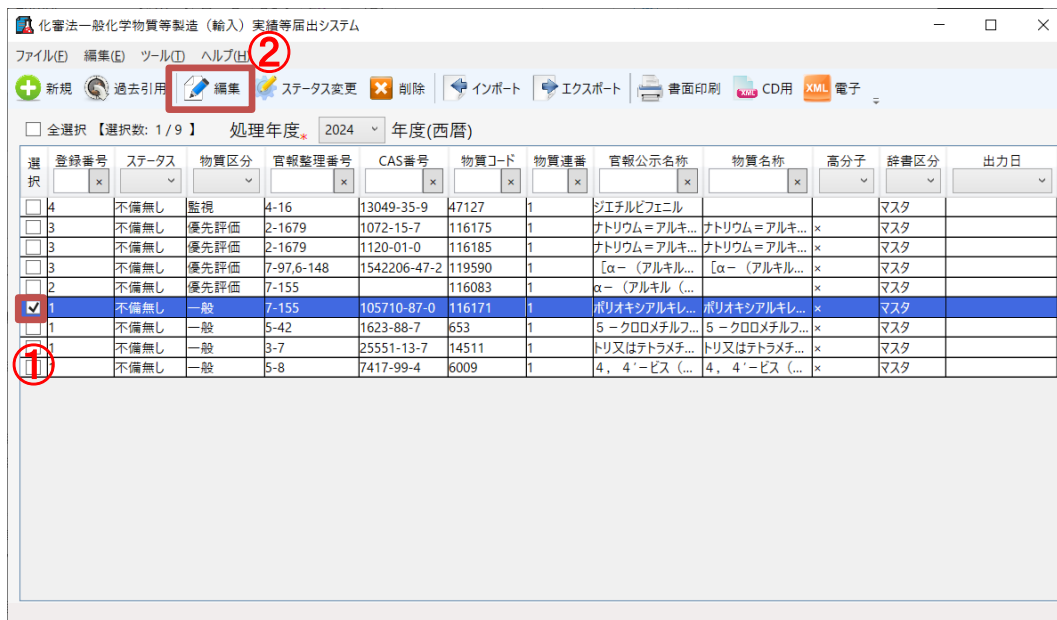 化審法一般化学物質等製造（輸入）実績等届出システム
ファイル(F) 編集(E) ツール(T) ヘルプ(H)
②
新規 過去引用 編集 ステータス変更 削除 インポート エクスポート 書面印刷 XML CD用 XML 電子
全選択 【選択数: 1 / 9 】 処理年度* 2024 年度(西暦)
選択 登録番号 ステータス 物質区分 官報整理番号 CAS番号 物質コード 物質連番 官報公示名称 物質名称 高分子 辞書区分 出力日
4 不備無し 監視 4-16 13049-35-9 47127 1 ジエチルビフェニル マスタ
3 不備無し 優先評価 2-1679 1072-15-7 116175 1 ナトリウム＝アルキ... ナトリウム＝アルキ... × マスタ
3 不備無し 優先評価 2-1679 1120-01-0 116185 1 ナトリウム＝アルキ... ナトリウム＝アルキ... × マスタ
3 不備無し 優先評価 7-97,6-148 1542206-47-2 119590 1 ［α－（アルキル... ［α－（アルキル... × マスタ
2 不備無し 優先評価 7-155 116083 1 α－（アルキル（... × マスタ
1 不備無し 一般 7-155 105710-87-0 116171 1 ポリオキシアルキレ... ポリオキシアルキレ... × マスタ
1 不備無し 一般 5-42 1623-88-7 653 1 ５－クロロメチルフ... ５－クロロメチルフ... × マスタ
1 不備無し 一般 3-7 25551-13-7 14511 1 トリ又はテトラメチ... トリ又はテトラメチ... × マスタ
不備無し 一般 5-8 7417-99-4 6009 1 ４，４'－ビス（... ４，４'－ビス（... × マスタ
①